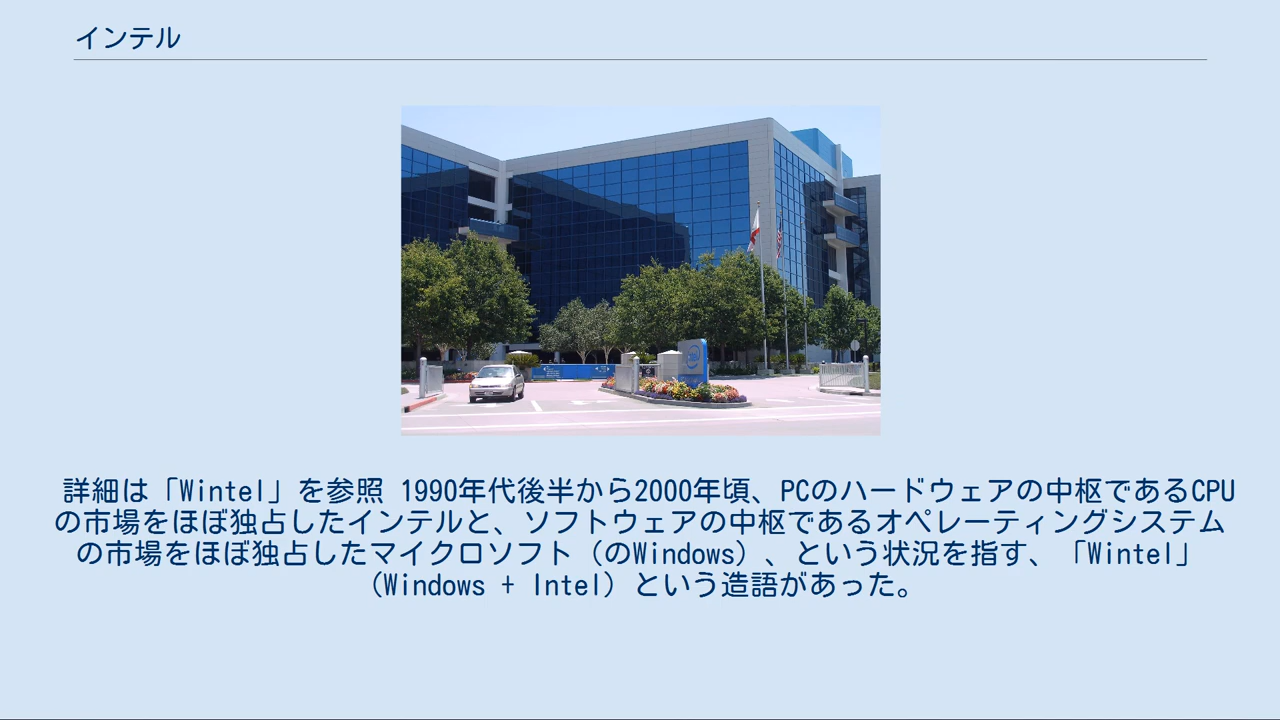 インテル
詳細は「Wintel」を参照 1990年代後半から2000年頃、PCのハードウェアの中枢であるCPU
の市場をほぼ独占したインテルと、ソフトウェアの中枢であるオペレーティングシステム
の市場をほぼ独占したマイクロソフト（のWindows）、という状況を指す、「Wintel」
（Windows + Intel）という造語があった。